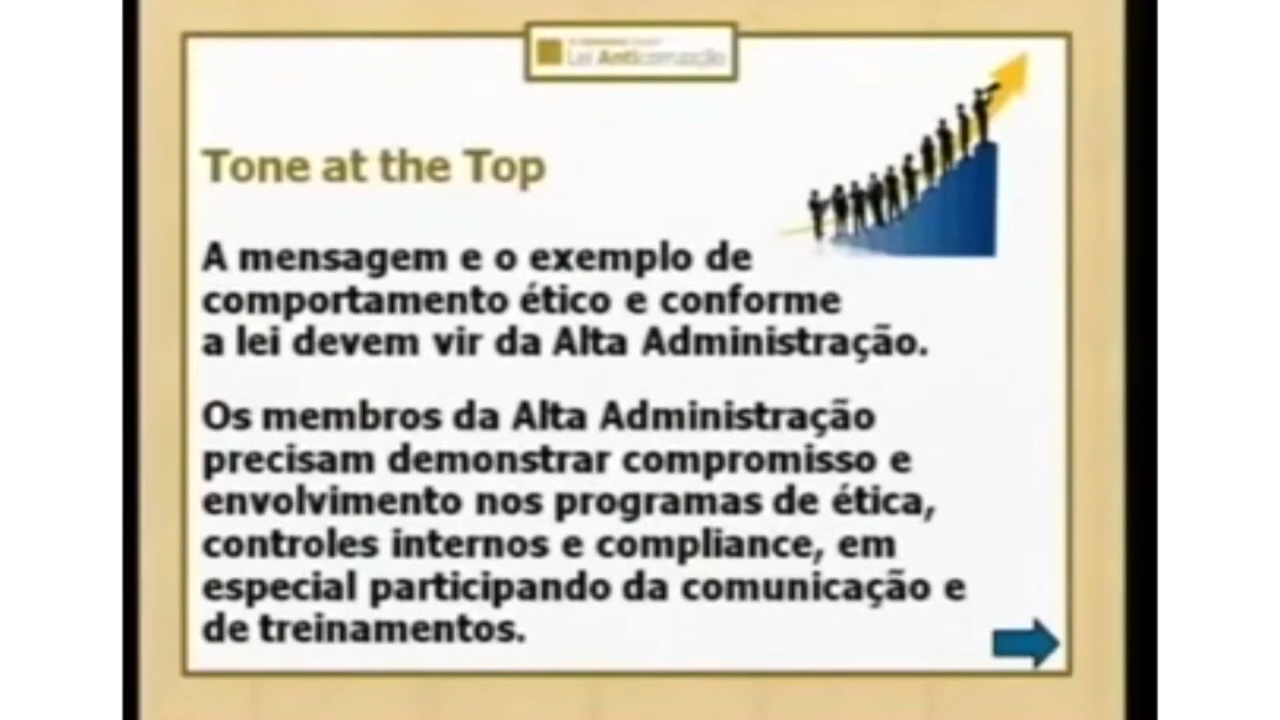 Lei Anticorrupção
Tone at the Top
A mensagem e o exemplo de
comportamento ético e conforme
a lei devem vir da Alta Administração.
Os membros da Alta Administração
precisam demonstrar compromisso e
envolvimento nos programas de ética,
controles internos e compliance, em
especial participando da comunicação e
de treinamentos.